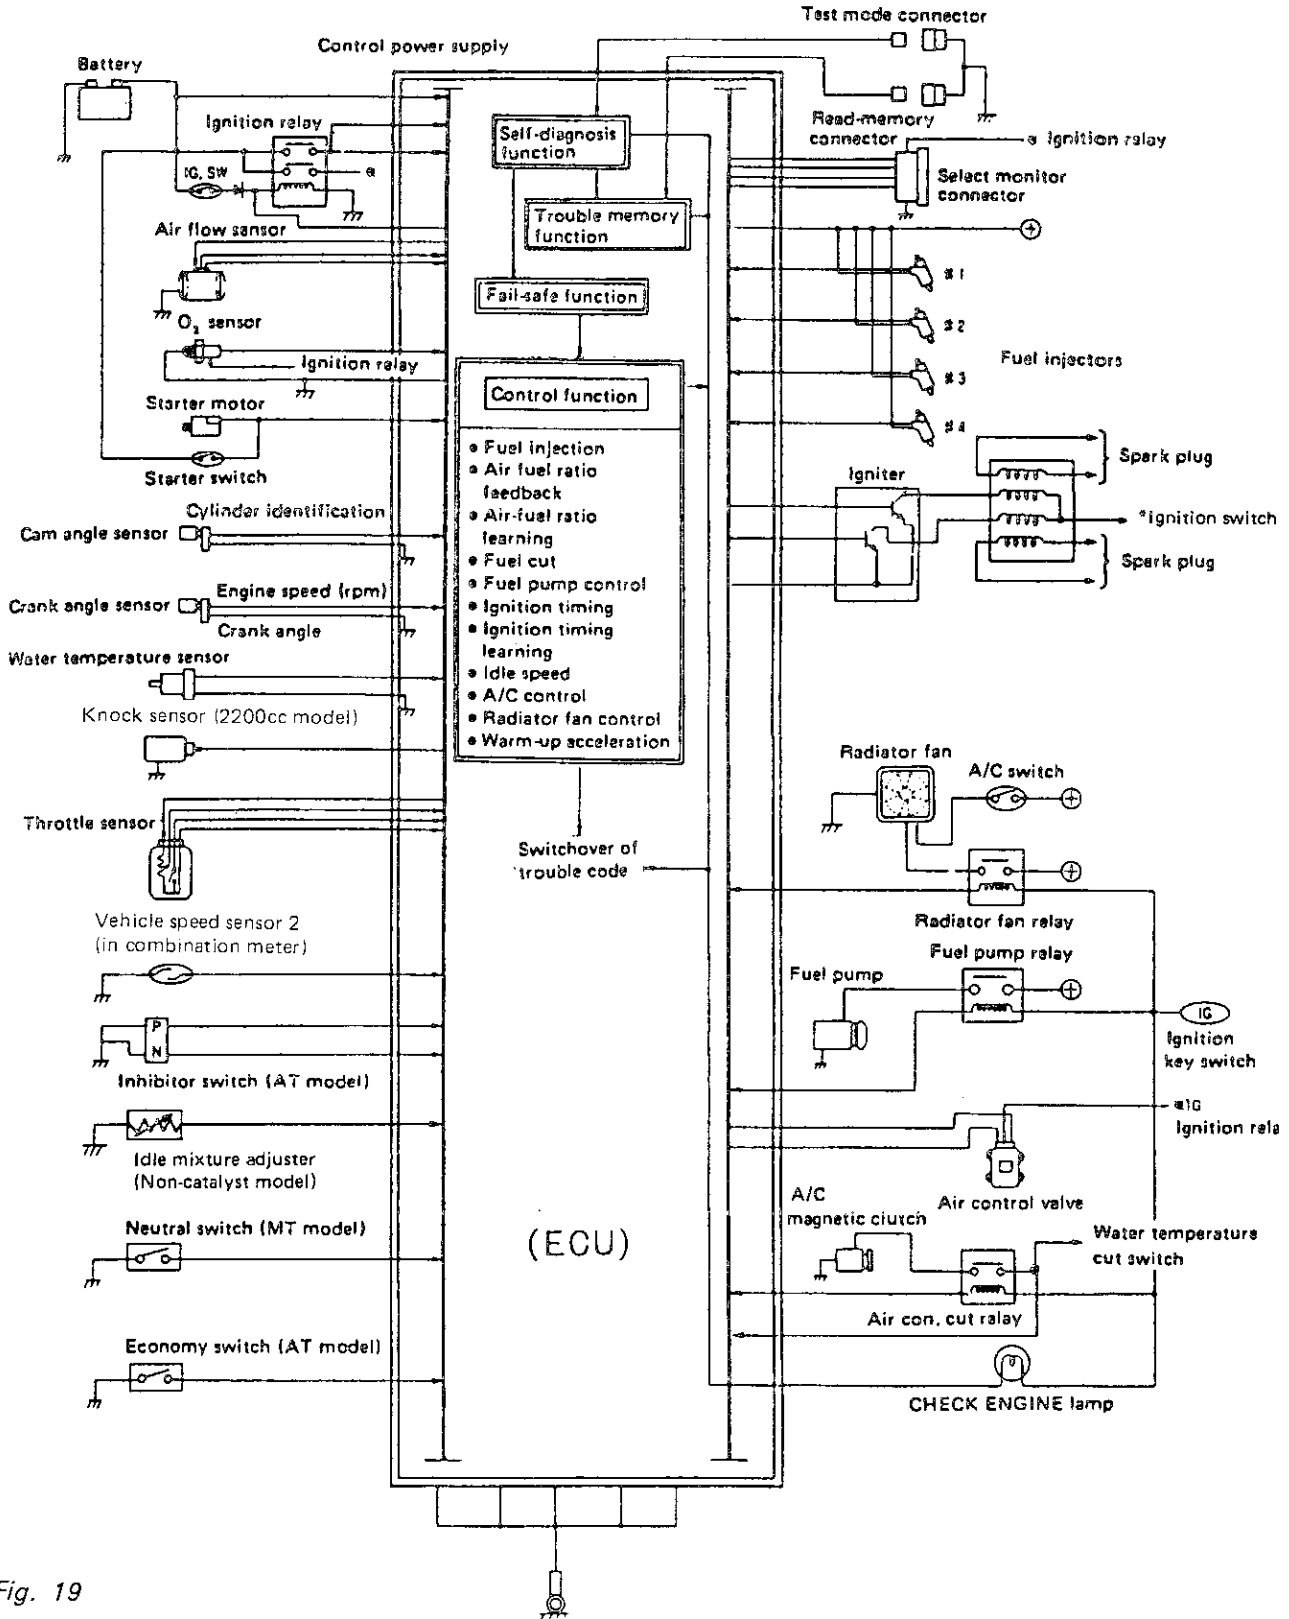 Test mode connector
Control power supply
Battery
Ignition relay
Read-memory
connector
Ignition relay
Self-diagnosis
function
IG, SW
Select monitor
connector
Trouble memory
function
Air flow sensor
#1
Fail-safe function
O₂ sensor
#2
Ignition relay
Fuel injectors
#3
Control function
Starter motor
#4
Starter switch
• Fuel injection
• Air fuel ratio
feedback
• Air-fuel ratio
learning
• Fuel cut
• Fuel pump control
• Ignition timing
• Ignition timing
learning
• Idle speed
• A/C control
• Radiator fan control
• Warm-up acceleration
Igniter
Spark plug
*Ignition switch
Spark plug
Cylinder identification
Cam angle sensor
Engine speed (rpm)
Crank angle sensor
Crank angle
Water temperature sensor
Knock sensor (2200cc model)
Radiator fan
A/C switch
Throttle sensor
Switchover of
trouble code
Radiator fan relay
Vehicle speed sensor 2
(in combination meter)
Fuel pump relay
Fuel pump
P
N
IG
Ignition
key switch
Inhibitor switch (AT model)
*IG
Ignition rela
Idle mixture adjuster
(Non-catalyst model)
Air control valve
A/C
magnetic clutch
Neutral switch (MT model)
(ECU)
Water temperature
cut switch
Air con. cut relay
Economy switch (AT model)
CHECK ENGINE lamp
Fig. 19